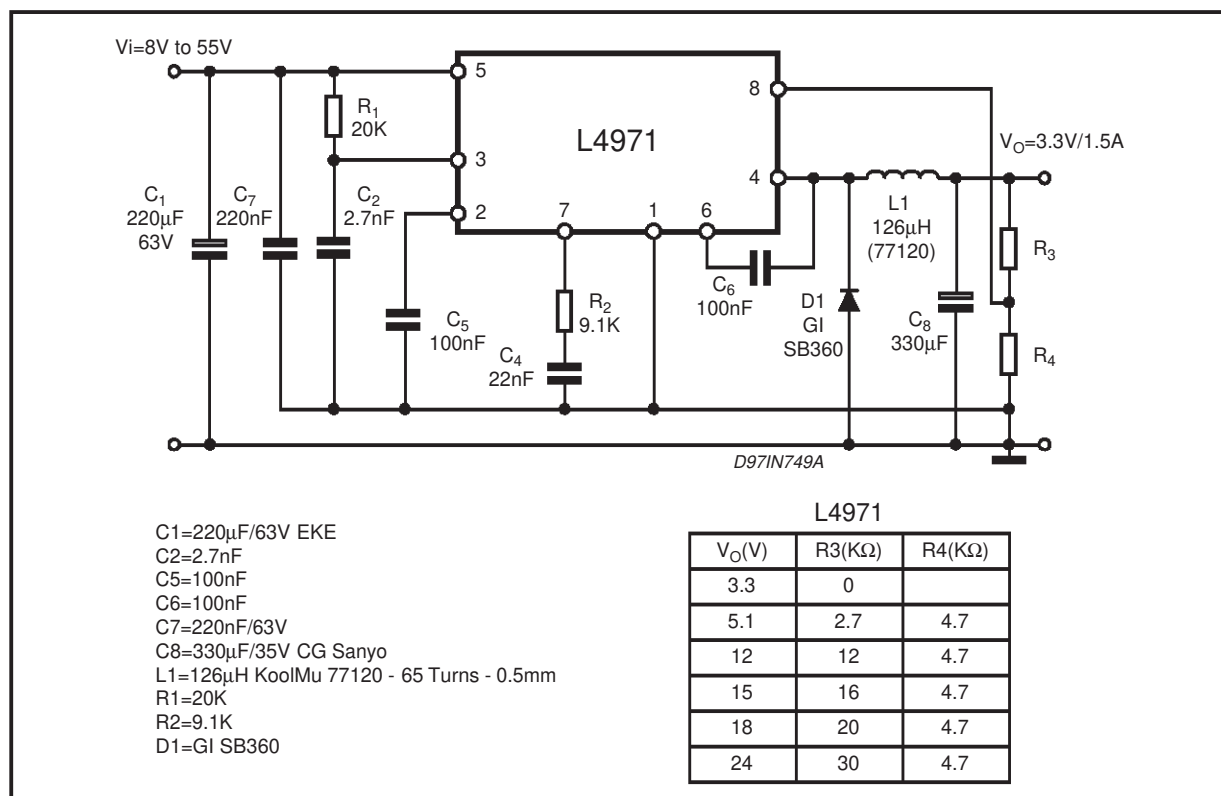 Vi=8V to 55V
5
8
R1
20K
L4971
VO=3.3V/1.5A
3
4
C1
220μF
63V
C7
220nF
C2
2.7nF
2
7
1
6
L1
126μH
(77120)
R3
C6
100nF
R2
9.1K
D1
GI
SB360
C8
330μF
C5
100nF
R4
C4
22nF
D97IN749A
C1=220μF/63V EKE
C2=2.7nF
C5=100nF
C6=100nF
C7=220nF/63V
C8=330μF/35V CG Sanyo
L1=126μH KoolMu 77120 - 65 Turns - 0.5mm
R1=20K
R2=9.1K
D1=GI SB360
L4971
VO(V) R3(KΩ) R4(KΩ)
3.3 0
5.1 2.7 4.7
12 12 4.7
15 16 4.7
18 20 4.7
24 30 4.7